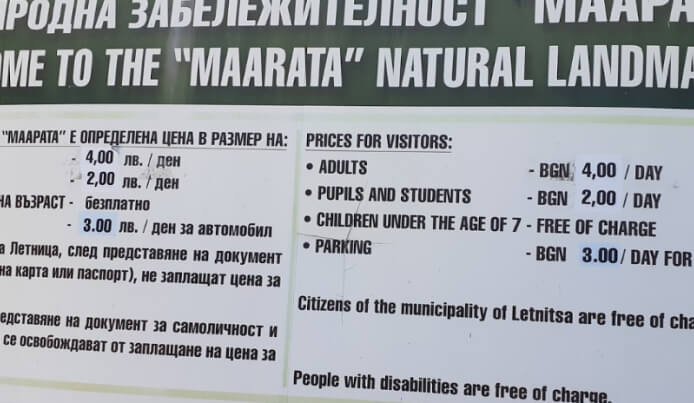 РОДНА ЗАБЕЛЕЖИТЕЛНОСТ "МААРА
OME TO THE "MAARATA" NATURAL LANDMA
"МААРАТА" Е ОПРЕДЕЛЕНА ЦЕНА В РАЗМЕР НА:
- 4,00 лв. / ден
- 2,00 лв. / ден
НА ВЪЗРАСТ - безплатно
- 3.00 лв. / ден за автомобил
а Летница, след представяне на документ
на карта или паспорт), не заплащат цена за
едставяне на документ за самоличност и
се освобождават от заплащане на цена за
PRICES FOR VISITORS:
• ADULTS - BGN 4,00 / DAY
• PUPILS AND STUDENTS - BGN 2,00 / DAY
• CHILDREN UNDER THE AGE OF 7 - FREE OF CHARGE
• PARKING - BGN 3.00/ DAY FOR
Citizens of the municipality of Letnitsa are free of cha
People with disabilities are free of charge.